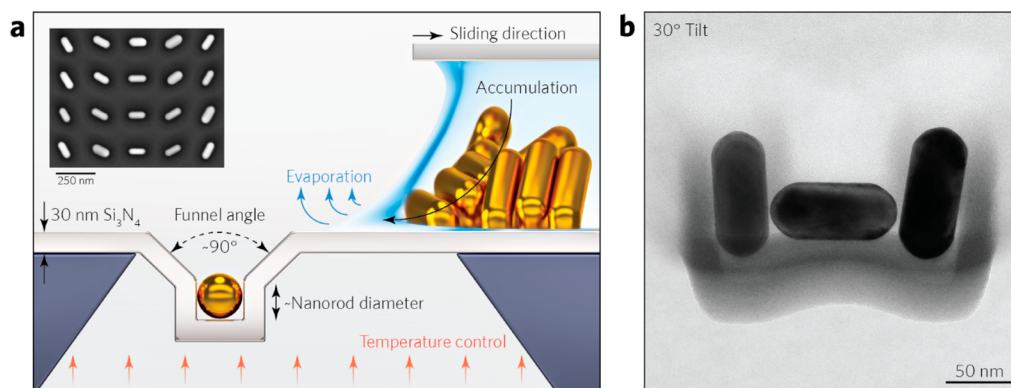 a
250 nm
Sliding direction
Accumulation
Evaporation
30 nm Si₃N₄
Funnel angle
~90°
~Nanorod diameter
Temperature control
b
30° Tilt
50 nm